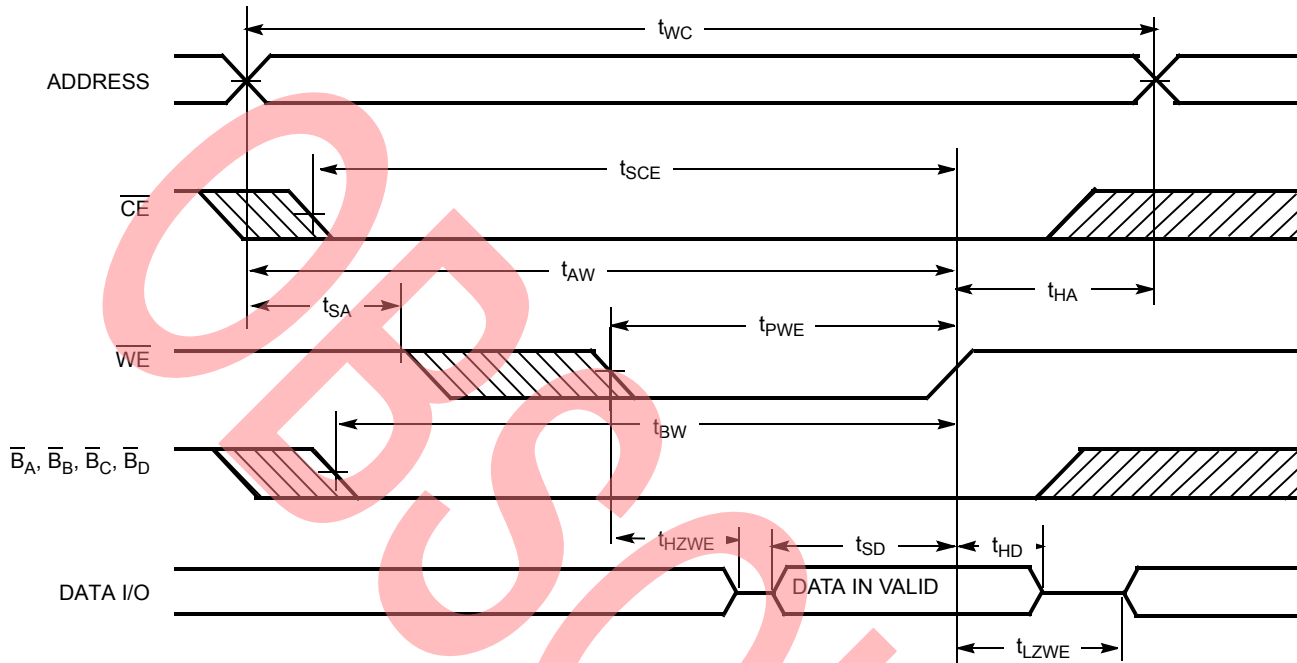 tWC
ADDRESS
tSCE
CE
tAW
tSA
tHA
tPWE
WE
tBW
BA, BB, BC, BD
tHZWE
tSD
tHD
DATA I/O
DATA IN VALID
tLZWE